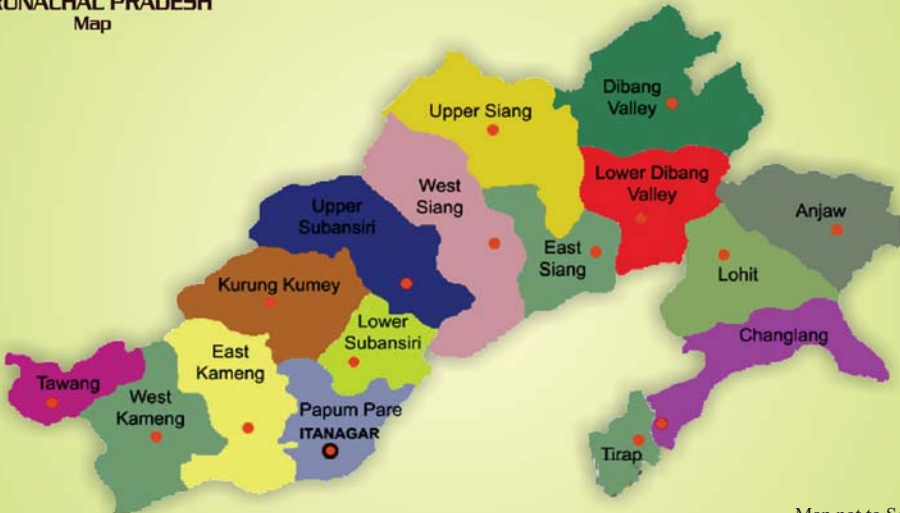 PRADESH
Map
Dibang
Valley
Upper Siang
Lower Dibang
Valley
West
Siang
Anjaw
Upper
Subansiri
East
Siang
Lohit
Kurung Kumey
Lower
Subansiri
Changlang
East
Kameng
Tawang
West
Kameng
Papum Pare
ITANAGAR
Tirap
Map not to